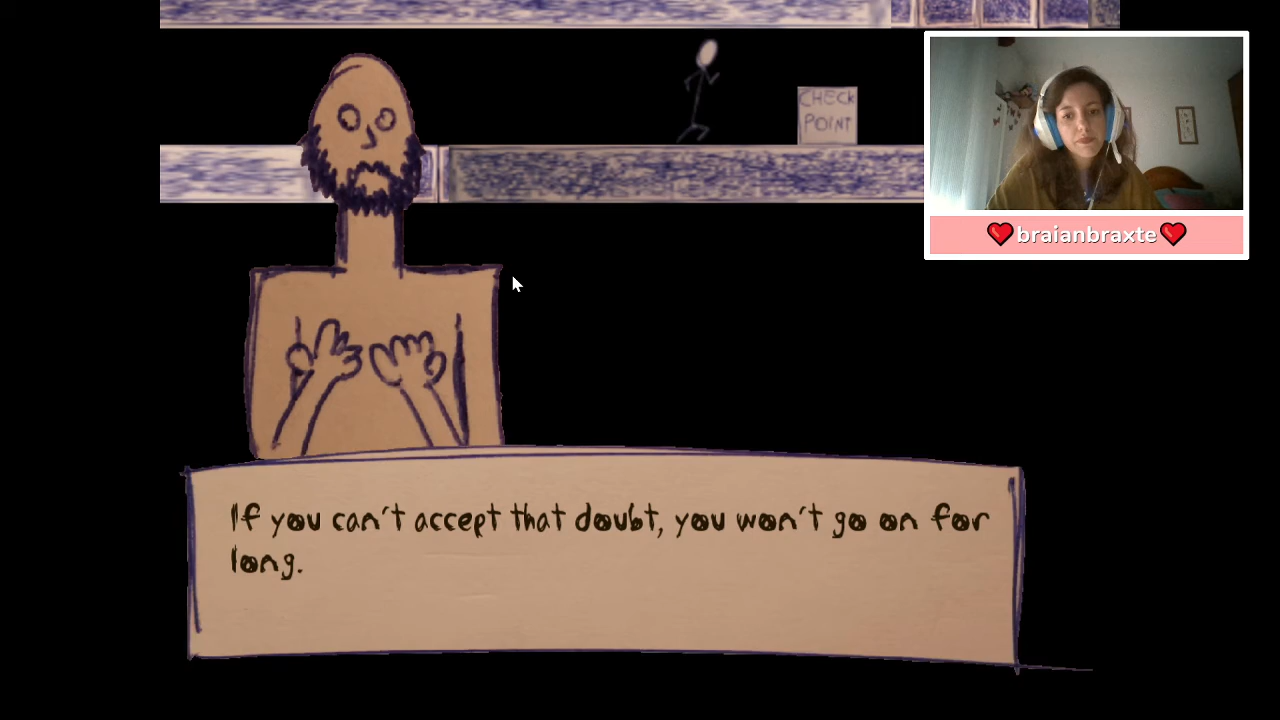 CHECK
POINT
❤️braianbraxte❤️
If you can't accept that doubt, you won't go on for
long.